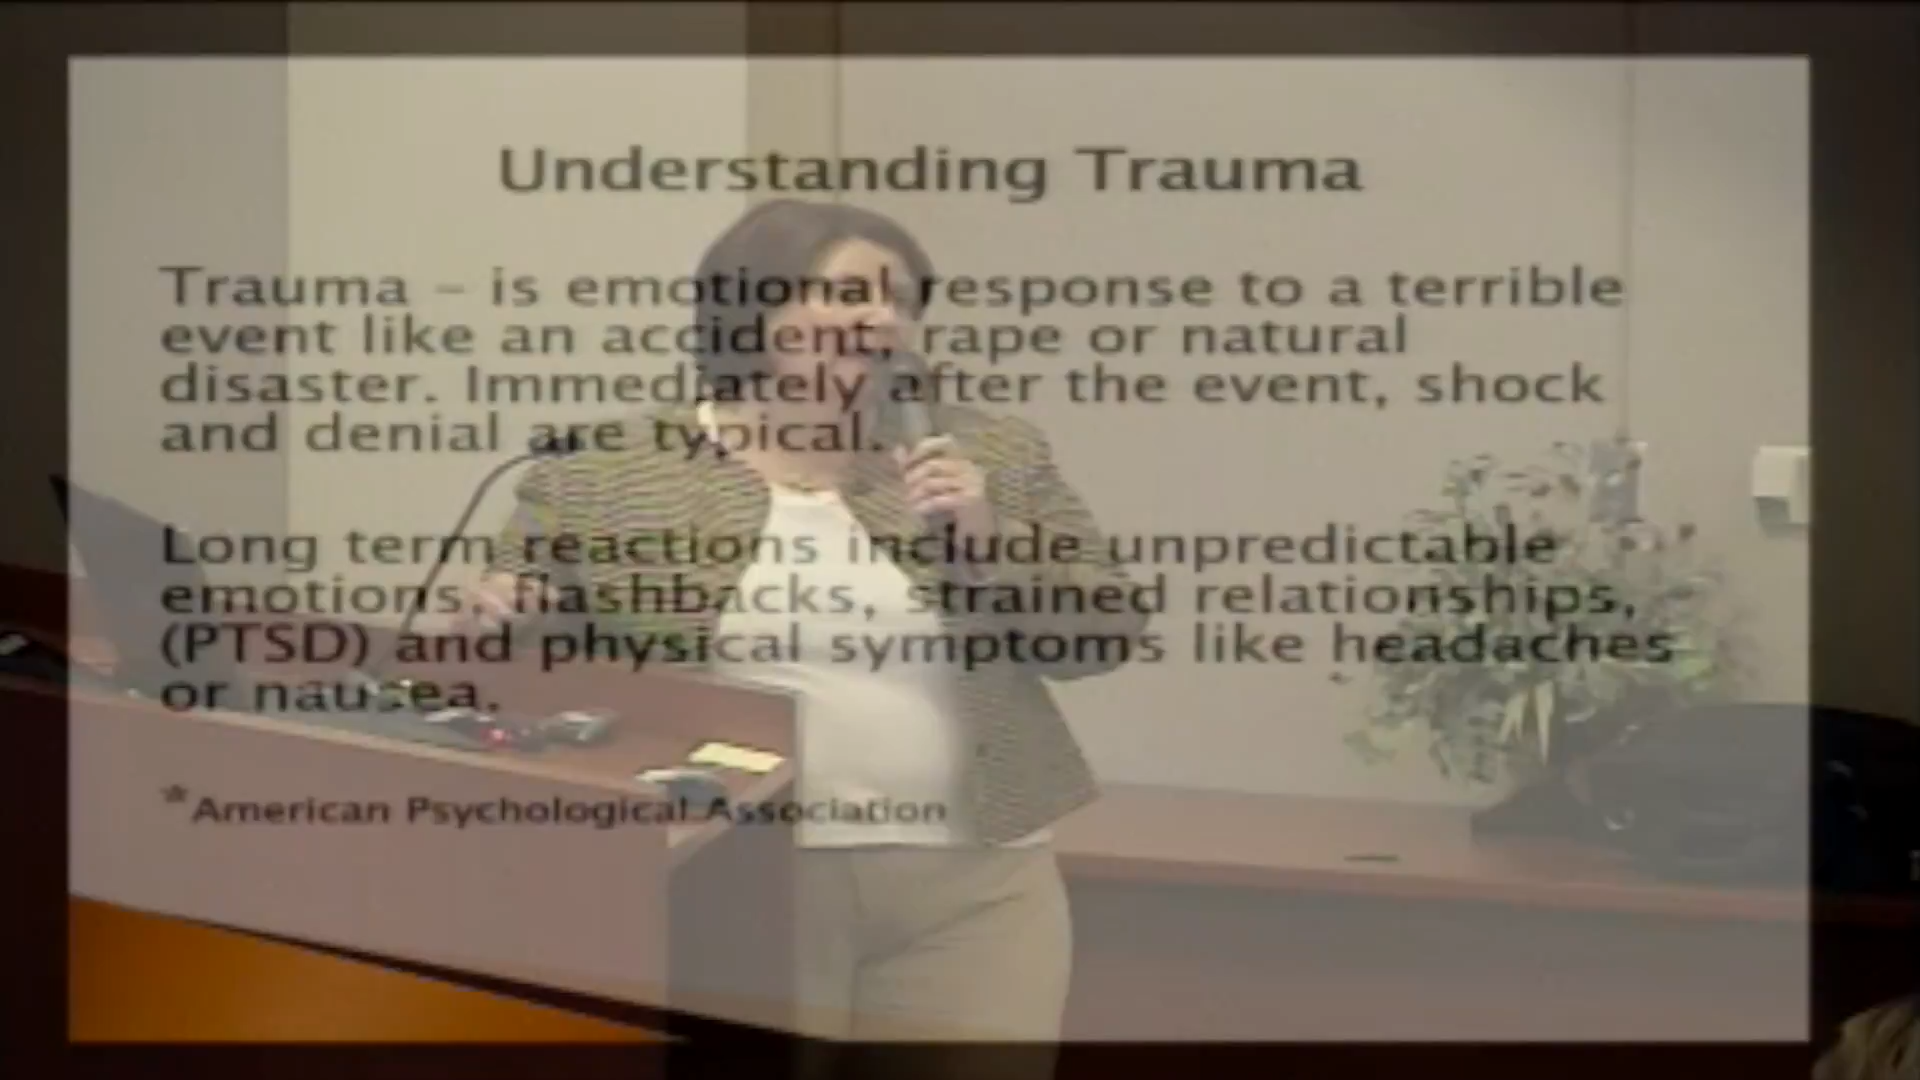 Understanding Trauma
Trauma – is emotional response to a terrible
event like an accident, rape or natural
disaster. Immediately after the event, shock
and denial are typical.
Long term reactions include unpredictable
emotions, flashbacks, strained relationships,
(PTSD) and physical symptoms like headaches
or nausea.
*American Psychological Association